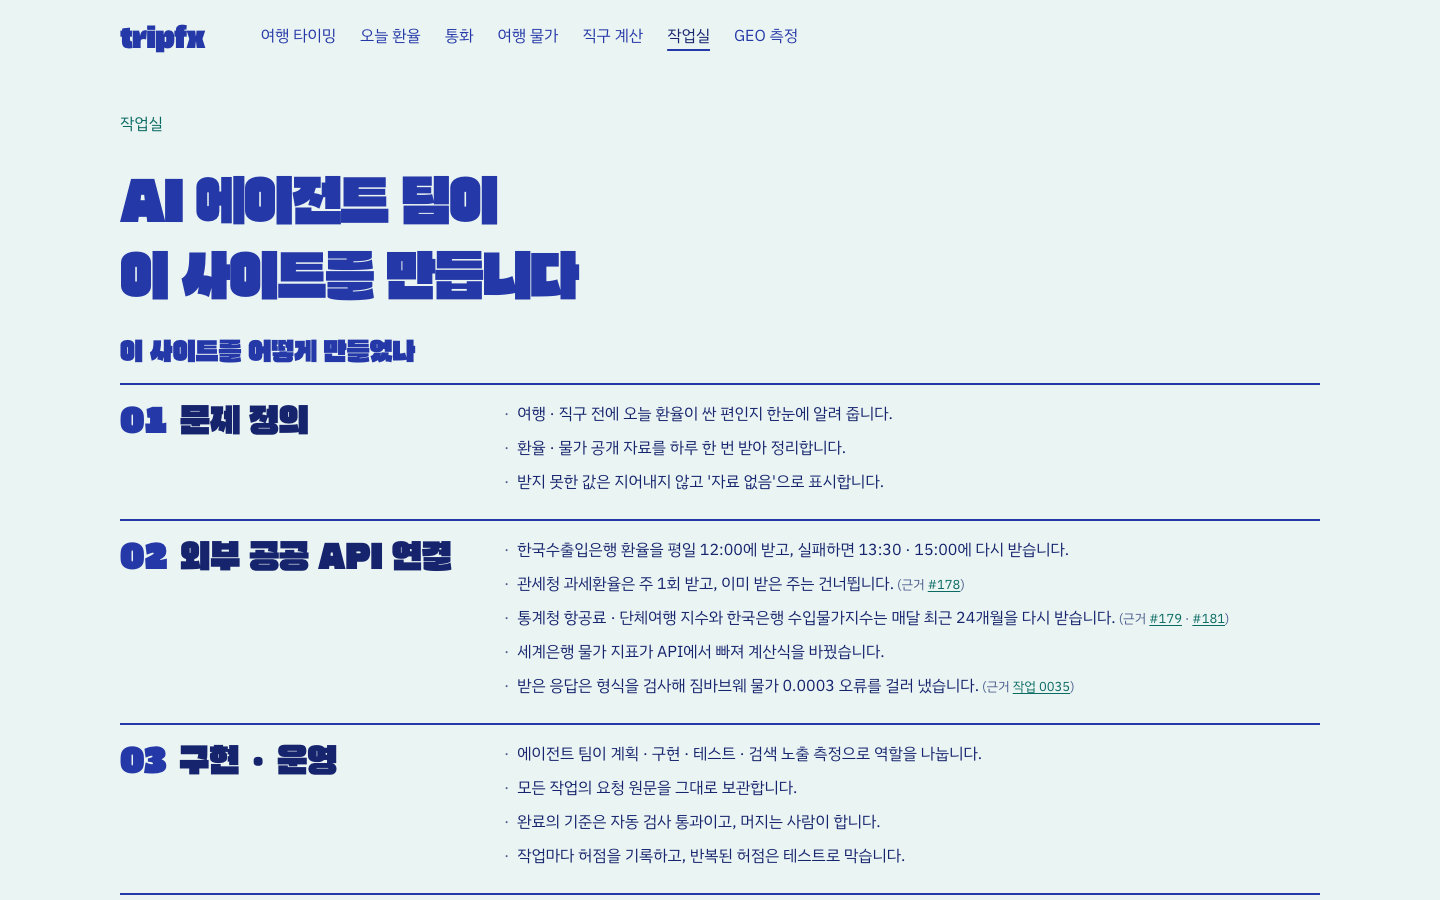 tripfx
여행 타이밍 오늘 환율 통화 여행 물가 직구 계산 작업실 GEO 측정
작업실
AI 에이전트 팀이
이 사이트를 만듭니다
이 사이트를 어떻게 만들었나
01 문제 정의
· 여행 · 직구 전에 오늘 환율이 싼 편인지 한눈에 알려 줍니다.
· 환율 · 물가 공개 자료를 하루 한 번 받아 정리합니다.
· 받지 못한 값은 지어내지 않고 '자료 없음'으로 표시합니다.
02 외부 공공 API 연결
· 한국수출입은행 환율을 평일 12:00에 받고, 실패하면 13:30 · 15:00에 다시 받습니다.
· 관세청 과세환율은 주 1회 받고, 이미 받은 주는 건너뜁니다. (근거 #178)
· 통계청 항공료 · 단체여행 지수와 한국은행 수입물가지수는 매달 최근 24개월을 다시 받습니다. (근거 #179 · #181)
· 세계은행 물가 지표가 API에서 빠져 계산식을 바꿨습니다.
· 받은 응답은 형식을 검사해 짐바브웨 물가 0.0003 오류를 걸러 냈습니다. (근거 작업 0035)
03 구현 · 운영
· 에이전트 팀이 계획 · 구현 · 테스트 · 검색 노출 측정으로 역할을 나눕니다.
· 모든 작업의 요청 원문을 그대로 보관합니다.
· 완료의 기준은 자동 검사 통과이고, 머지는 사람이 합니다.
· 작업마다 허점을 기록하고, 반복된 허점은 테스트로 막습니다.